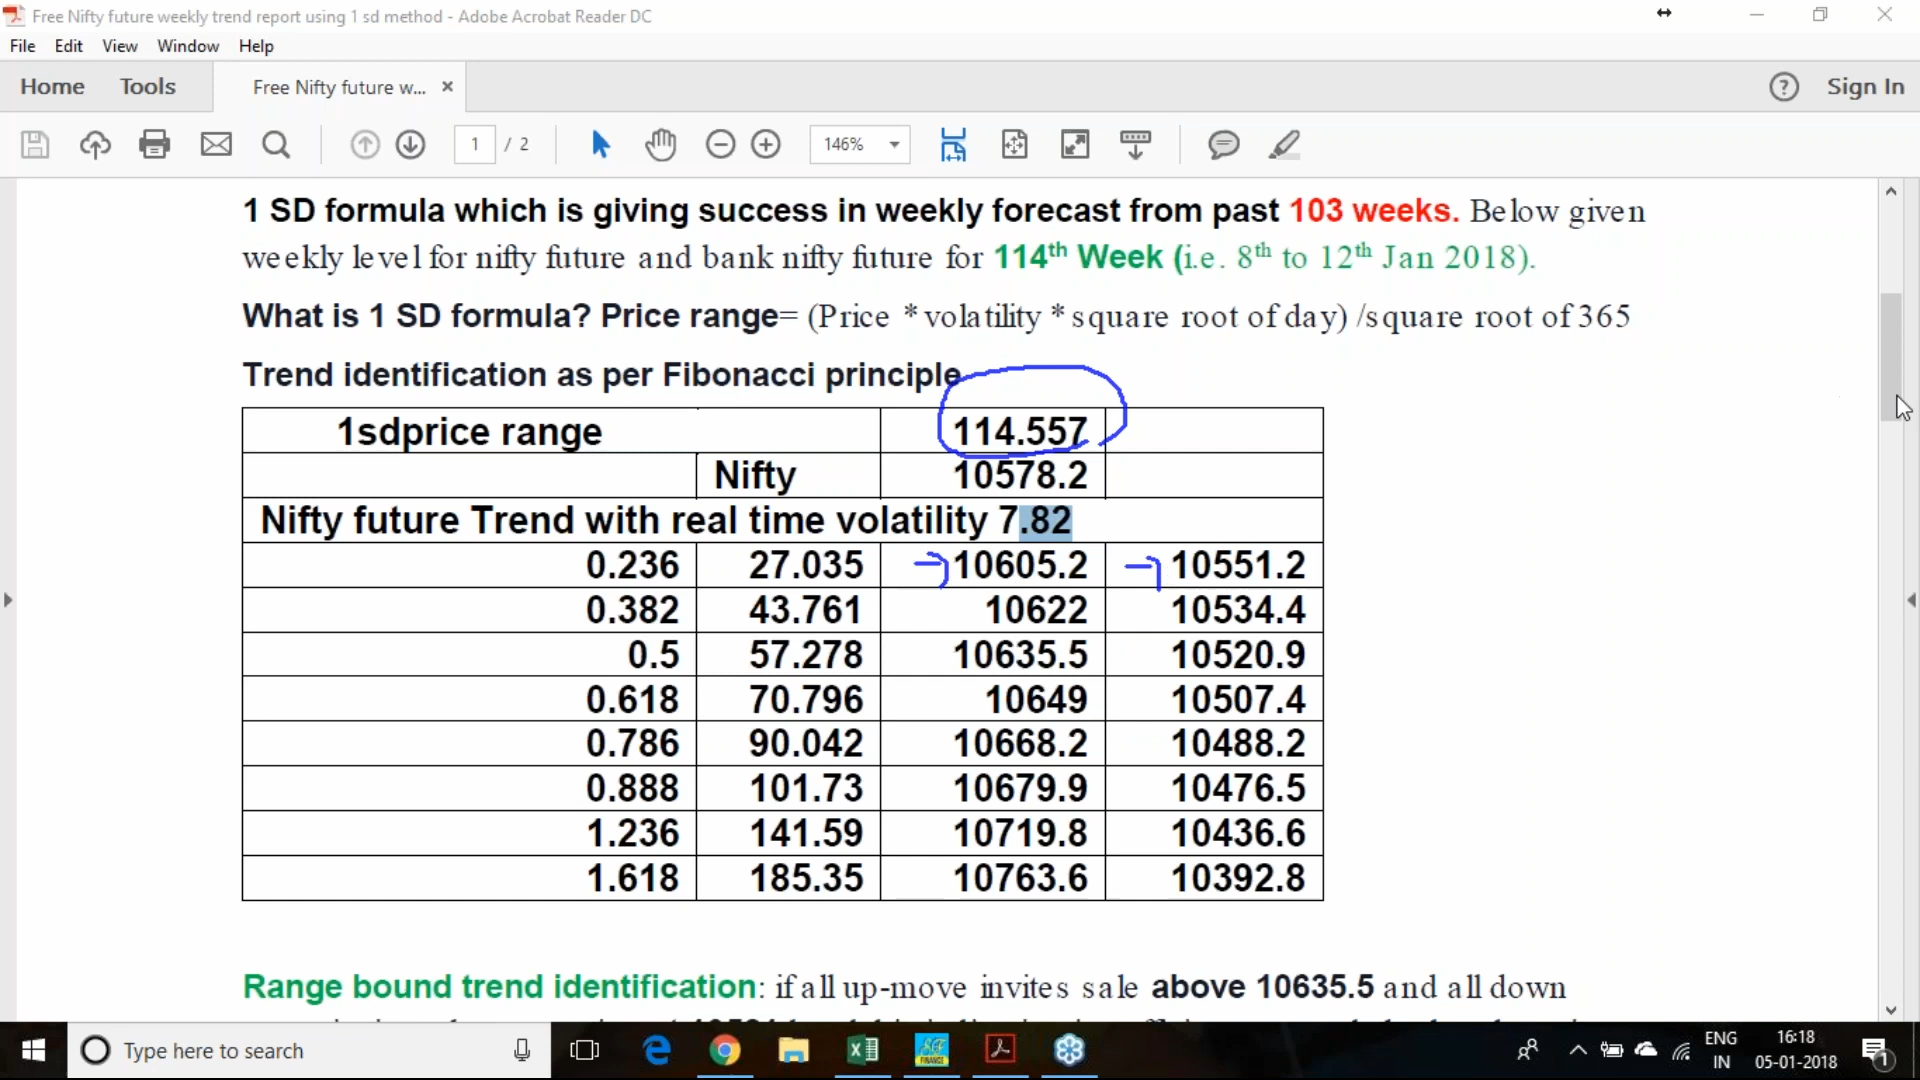 Free Nifty future weekly trend report using 1 sd method - Adobe Acrobat Reader DC
File Edit View Window Help
Home Tools Free Nifty future w... × ? Sign In
1 / 2 146%
1 SD formula which is giving success in weekly forecast from past 103 weeks. Below given
weekly level for nifty future and bank nifty future for 114th Week (i.e. 8th to 12th Jan 2018).
What is 1 SD formula? Price range= (Price *volatility *square root of day) /square root of 365
Trend identification as per Fibonacci principle
1sdprice range 114.557
Nifty 10578.2
Nifty future Trend with real time volatility 7.82
0.236 27.035 10605.2 10551.2
0.382 43.761 10622 10534.4
0.5 57.278 10635.5 10520.9
0.618 70.796 10649 10507.4
0.786 90.042 10668.2 10488.2
0.888 101.73 10679.9 10476.5
1.236 141.59 10719.8 10436.6
1.618 185.35 10763.6 10392.8
Range bound trend identification: if all up-move invites sale above 10635.5 and all down
Type here to search
SF FINANCE
ENG 16:18
IN 05-01-2018 1